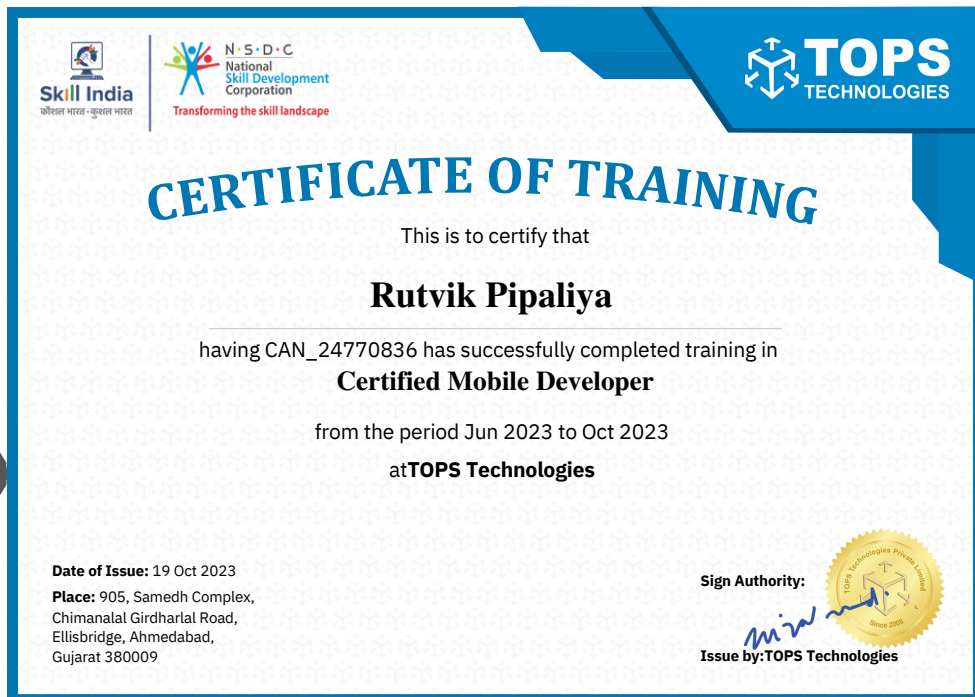 Skill India
कौशल भारत - कुशल भारत
N·S·D·C
National
Skill Development
Corporation
Transforming the skill landscape
TOPS
TECHNOLOGIES
CERTIFICATE OF TRAINING
This is to certify that
Rutvik Pipaliya
having CAN_24770836 has successfully completed training in
Certified Mobile Developer
from the period Jun 2023 to Oct 2023
atTOPS Technologies
Date of Issue: 19 Oct 2023
Place: 905, Samedh Complex,
Chimanalal Girdharlal Road,
Ellisbridge, Ahmedabad,
Gujarat 380009
Sign Authority:
TOPS Technologies Private Limited
Since 2008
Issue by:TOPS Technologies